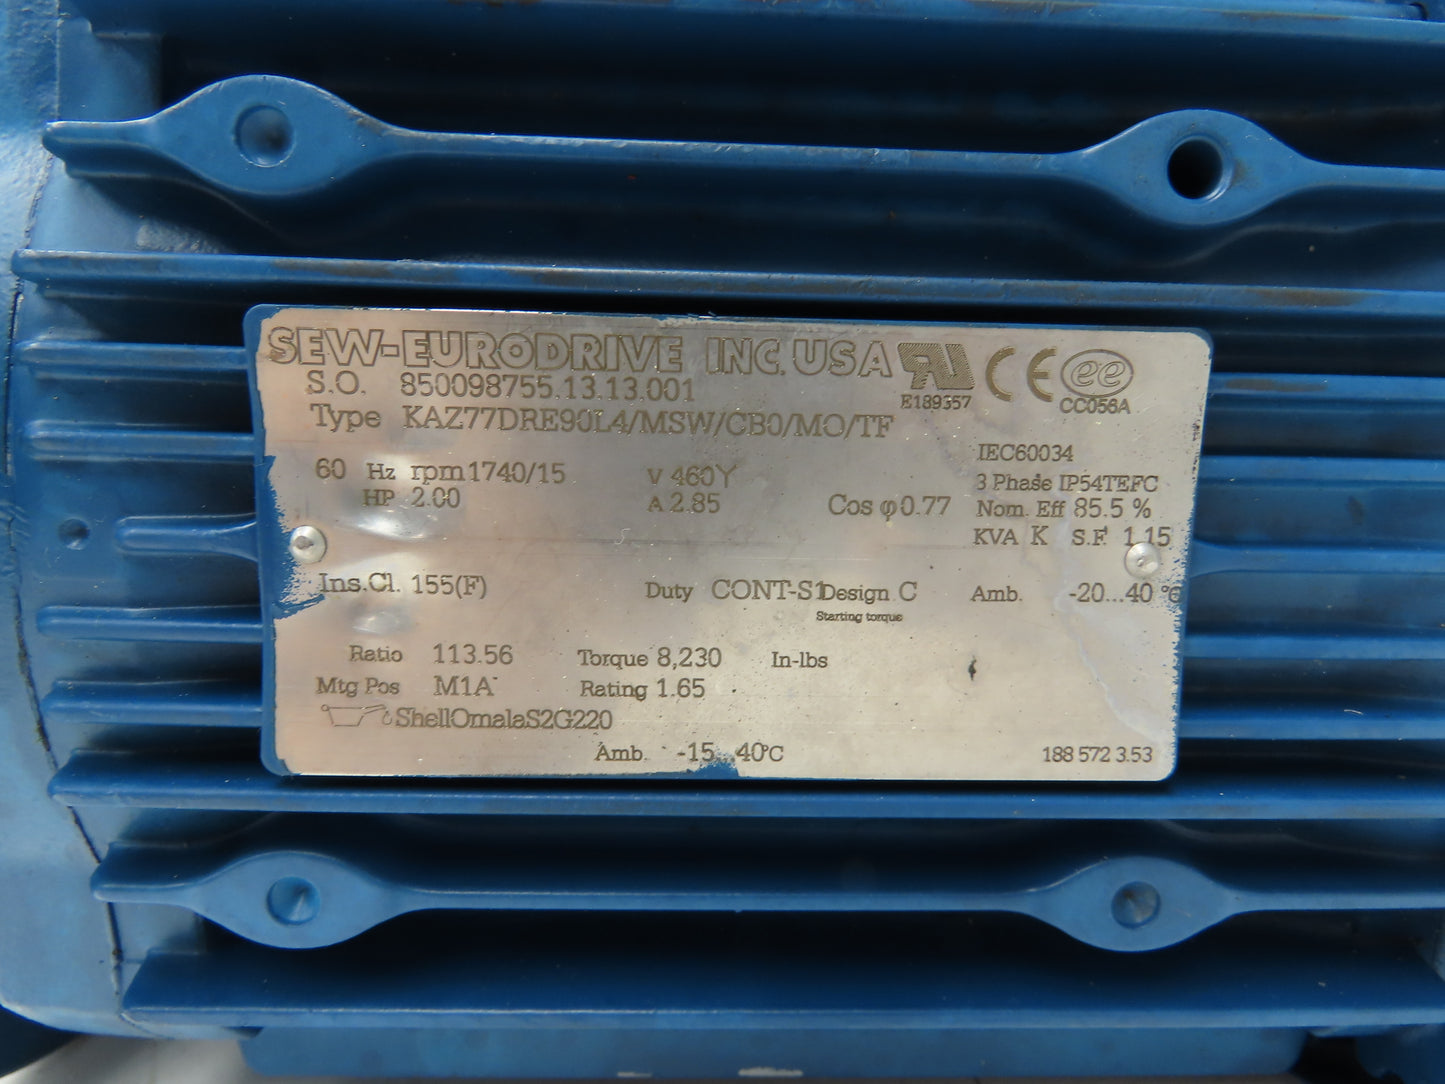 SEW-EURODRIVE INC. USA
S.O. 850098755.13.13.001
Type KAZ77DRE90L4/MSW/CB0/MO/TF
E189357
CC056A
IEC60034
60 Hz rpm 1740/15 V 460Y 3 Phase IP54TEFC
HP 2.00 A 2.85 Cos φ 0.77 Nom. Eff 85.5 %
KVA K S.F. 1.15
Ins.Cl. 155(F) Duty CONT-S1 Design C Amb. -20...40 °C
Starting torque
Ratio 113.56 Torque 8,230 In-lbs
Mtg Pos M1A Rating 1.65
ShellOmalaS2G220
Amb. -15...40°C 188 572 3.53